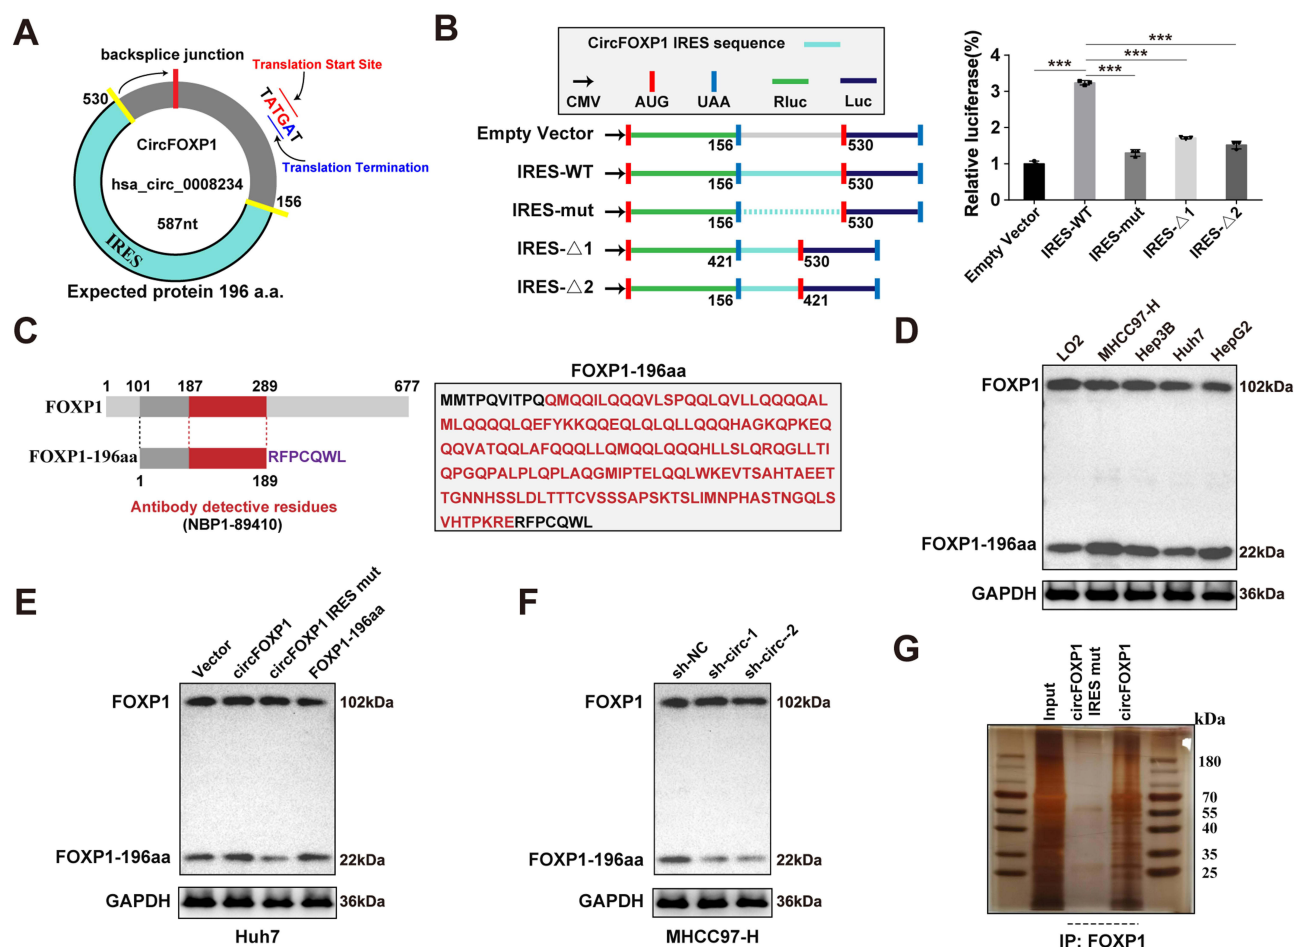 A
backsplice junction
Translation Start Site
TATGAT
Translation Termination
530
156
CircFOXP1
hsa_circ_0008234
587nt
IRES
Expected protein 196 a.a.
B
CircFOXP1 IRES sequence
CMV AUG UAA Rluc Luc
Empty Vector 156 530
IRES-WT 156 530
IRES-mut 156 530
IRES-△1 421 530
IRES-△2 156 421
Relative luciferase(%)
4
3
2
1
0
***
***
*** ***
Empty Vector IRES-WT IRES-mut IRES-△1 IRES-△2
C
1 101 187 289 677
FOXP1
FOXP1-196aa RFPCQWL
1 189
Antibody detective residues
(NBP1-89410)
FOXP1-196aa
MMTPQVITPQQMQQILQQQVLSPQQLQVLLQQQQAL
MLQQQQLQEFYKKQQEQLQLQLLQQQHAGKQPKEQ
QQVATQQLAFQQQLLQMQQLQQQHLLSLQRQGLLTI
QPGQPALPLQPLAQGMIPTELQQLWKEVTSAHTAEET
TGNNHSSLDLTTTCVSSSAPSKTSLIMNPHASTNGQLS
VHTPKRERFPCQWL
D
LO2 MHCC97-H Hep3B Huh7 HepG2
FOXP1 102kDa
FOXP1-196aa 22kDa
GAPDH 36kDa
E
Vector circFOXP1 circFOXP1 IRES mut FOXP1-196aa
FOXP1 102kDa
FOXP1-196aa 22kDa
GAPDH 36kDa
Huh7
F
sh-NC sh-circ-1 sh-circ--2
FOXP1 102kDa
FOXP1-196aa 22kDa
GAPDH 36kDa
MHCC97-H
G
Input circFOXP1 IRES mut circFOXP1
kDa
180
70
55
40
35
25
IP: FOXP1